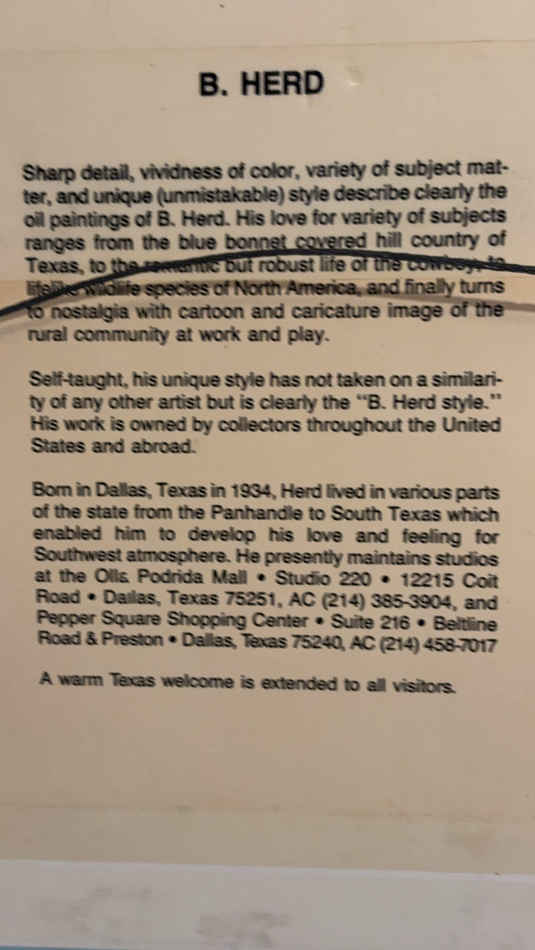 B. HERD
Sharp detail, vividness of color, variety of subject mat-
ter, and unique (unmistakable) style describe clearly the
oil paintings of B. Herd. His love for variety of subjects
ranges from the blue bonnet covered hill country of
Texas, to the romantic but robust life of the cowboy, to
lifelike wildlife species of North America, and finally turns
to nostalgia with cartoon and caricature image of the
rural community at work and play.
Self-taught, his unique style has not taken on a similari-
ty of any other artist but is clearly the "B. Herd style."
His work is owned by collectors throughout the United
States and abroad.
Born in Dallas, Texas in 1934, Herd lived in various parts
of the state from the Panhandle to South Texas which
enabled him to develop his love and feeling for
Southwest atmosphere. He presently maintains studios
at the Olla Podrida Mall • Studio 220 • 12215 Coit
Road • Dallas, Texas 75251, AC (214) 385-3904, and
Pepper Square Shopping Center • Suite 216 • Beltline
Road & Preston • Dallas, Texas 75240, AC (214) 458-7017
A warm Texas welcome is extended to all visitors.